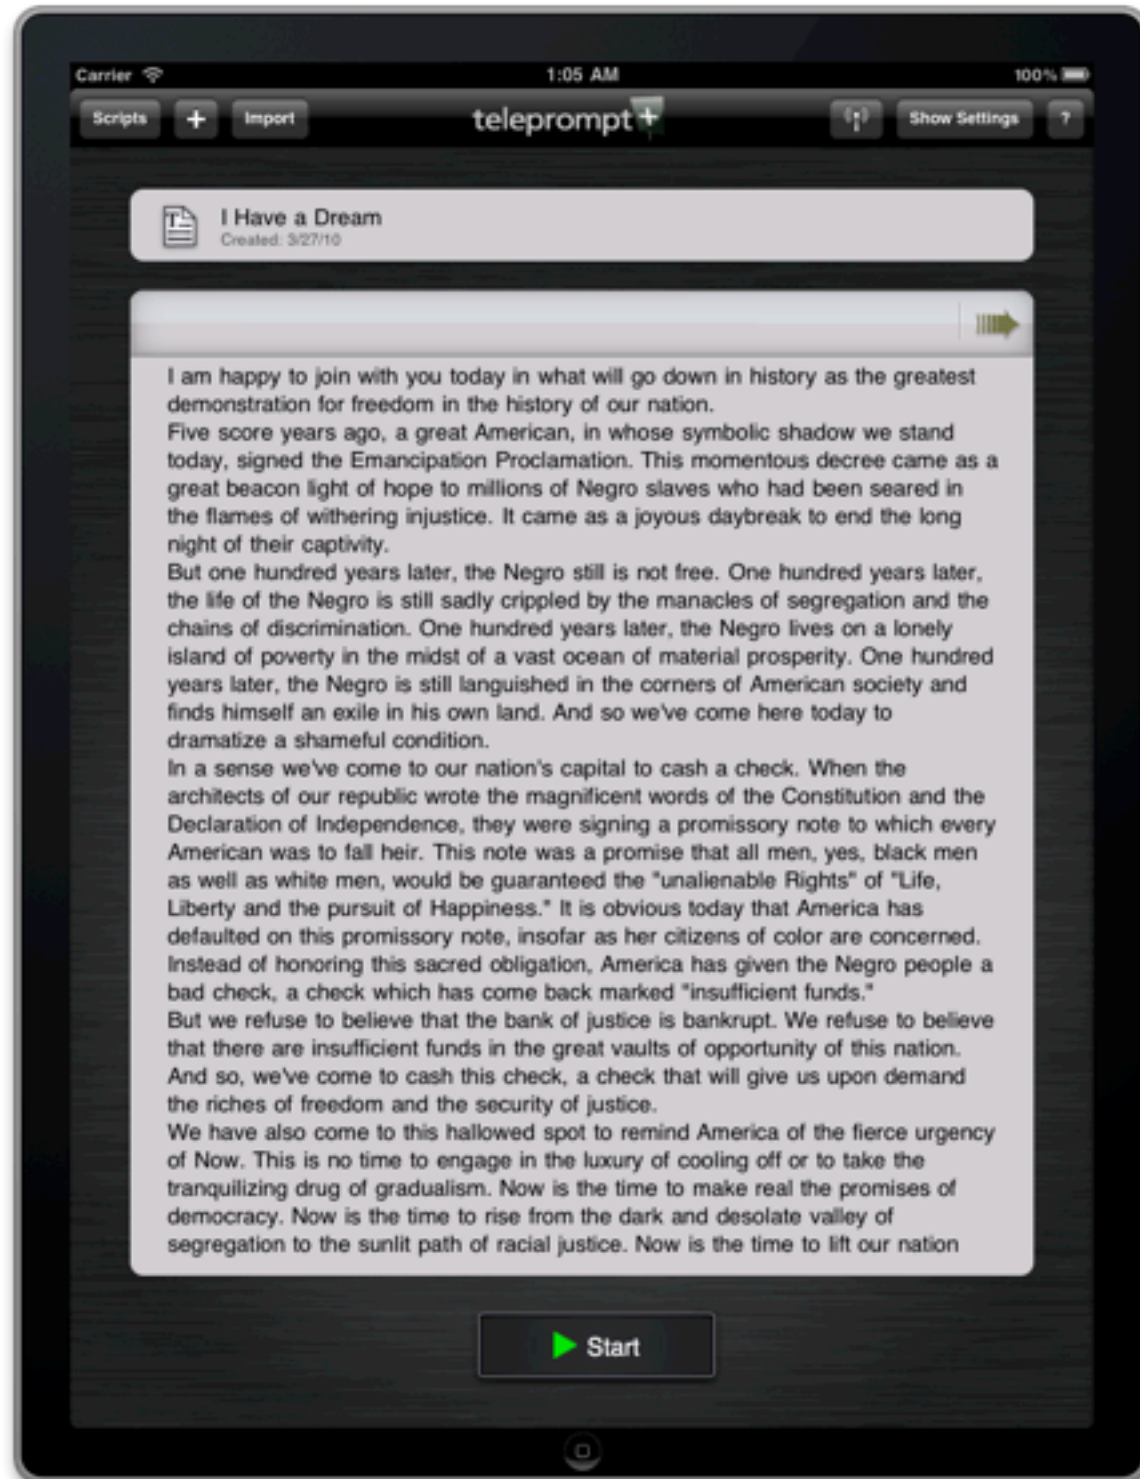 Carrier 1:05 AM 100%
Scripts + Import teleprompt+ Show Settings ?
I Have a Dream
Created: 3/27/10
I am happy to join with you today in what will go down in history as the greatest
demonstration for freedom in the history of our nation.
Five score years ago, a great American, in whose symbolic shadow we stand
today, signed the Emancipation Proclamation. This momentous decree came as a
great beacon light of hope to millions of Negro slaves who had been seared in
the flames of withering injustice. It came as a joyous daybreak to end the long
night of their captivity.
But one hundred years later, the Negro still is not free. One hundred years later,
the life of the Negro is still sadly crippled by the manacles of segregation and the
chains of discrimination. One hundred years later, the Negro lives on a lonely
island of poverty in the midst of a vast ocean of material prosperity. One hundred
years later, the Negro is still languished in the corners of American society and
finds himself an exile in his own land. And so we've come here today to
dramatize a shameful condition.
In a sense we've come to our nation's capital to cash a check. When the
architects of our republic wrote the magnificent words of the Constitution and the
Declaration of Independence, they were signing a promissory note to which every
American was to fall heir. This note was a promise that all men, yes, black men
as well as white men, would be guaranteed the "unalienable Rights" of "Life,
Liberty and the pursuit of Happiness." It is obvious today that America has
defaulted on this promissory note, insofar as her citizens of color are concerned.
Instead of honoring this sacred obligation, America has given the Negro people a
bad check, a check which has come back marked "insufficient funds."
But we refuse to believe that the bank of justice is bankrupt. We refuse to believe
that there are insufficient funds in the great vaults of opportunity of this nation.
And so, we've come to cash this check, a check that will give us upon demand
the riches of freedom and the security of justice.
We have also come to this hallowed spot to remind America of the fierce urgency
of Now. This is no time to engage in the luxury of cooling off or to take the
tranquilizing drug of gradualism. Now is the time to make real the promises of
democracy. Now is the time to rise from the dark and desolate valley of
segregation to the sunlit path of racial justice. Now is the time to lift our nation
Start